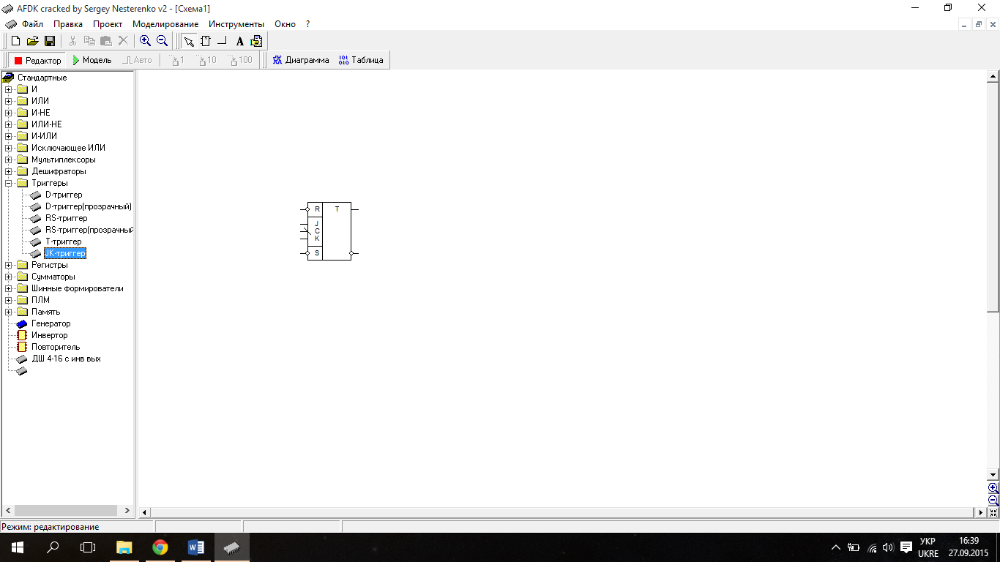 AFDK cracked by Sergey Nesterenko v2 - [Схема1]
Файл Правка Проект Моделирование Инструменты Окно ?
A
Редактор Модель Авто 1 10 100 Диаграмма Таблица
Стандартные
И
ИЛИ
И-НЕ
ИЛИ-НЕ
И-ИЛИ
Исключающее ИЛИ
Мультиплексоры
Дешифраторы
Триггеры
D-триггер
D-триггер(прозрачный)
RS-триггер
RS-триггер(прозрачный
T-триггер
JK-триггер
Регистры
Сумматоры
Шинные формирователи
ПЛМ
Память
Генератор
Инвертор
Повторитель
ДШ 4-16 с инв вых
R T
J
C
K
S
Режим: редактирование
УКР 16:39
UKRE 27.09.2015